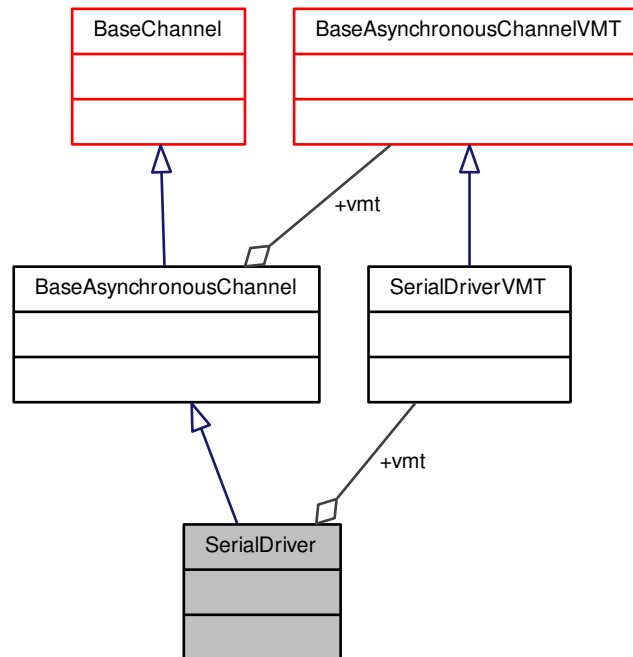 BaseChannel
BaseAsynchronousChannelVMT
+vmt
BaseAsynchronousChannel
SerialDriverVMT
+vmt
SerialDriver